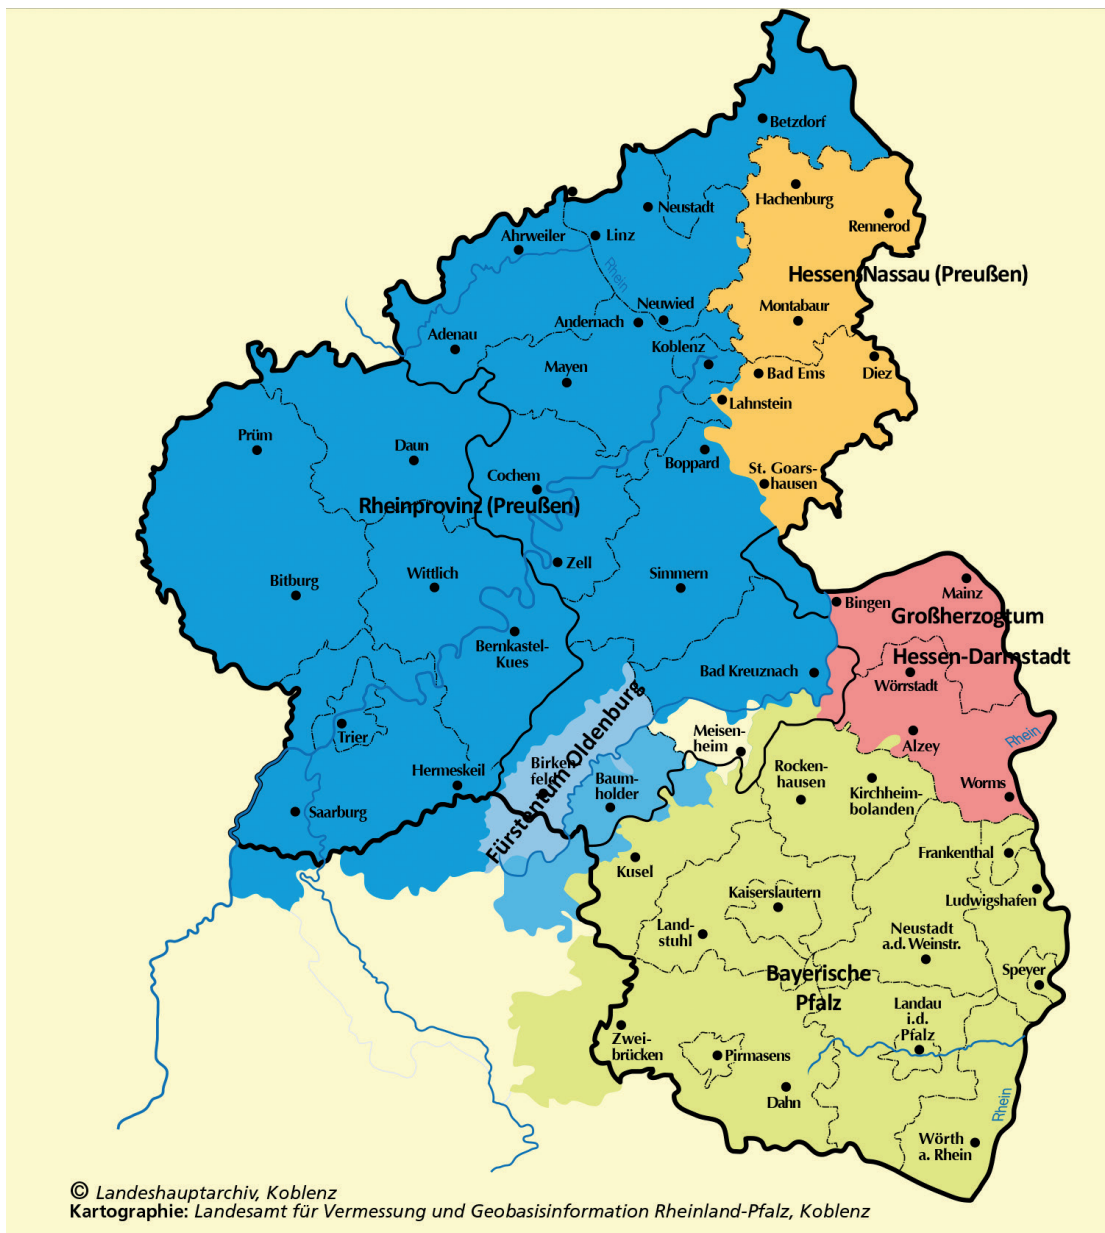 Betzdorf
Hachenburg
Rennerod
Neustadt
Ahrweiler
Linz
Rhein
Hessen-Nassau (Preußen)
Neuwied
Montabaur
Andernach
Adenau
Koblenz
Mayen
Bad Ems
Diez
Lahnstein
Prüm
Daun
Boppard
St. Goars-
hausen
Cochem
Rheinprovinz (Preußen)
Zell
Wittlich
Simmern
Bitburg
Mainz
Bingen
Großherzogtum
Hessen-Darmstadt
Bernkastel-
Kues
Bad Kreuznach
Wörrstadt
Trier
Fürstentum Oldenburg
Meisen-
heim
Alzey
Rhein
Birken-
feld
Hermeskeil
Baum-
holder
Rocken-
hausen
Kirchheim-
bolanden
Worms
Saarburg
Kusel
Frankenthal
Kaiserslautern
Ludwigshafen
Land-
stuhl
Neustadt
a.d. Weinstr.
Bayerische
Pfalz
Speyer
Landau
i.d.
Pfalz
Zwei-
brücken
Pirmasens
Dahn
Rhein
Wörth
a. Rhein
© Landeshauptarchiv, Koblenz
Kartographie: Landesamt für Vermessung und Geobasisinformation Rheinland-Pfalz, Koblenz